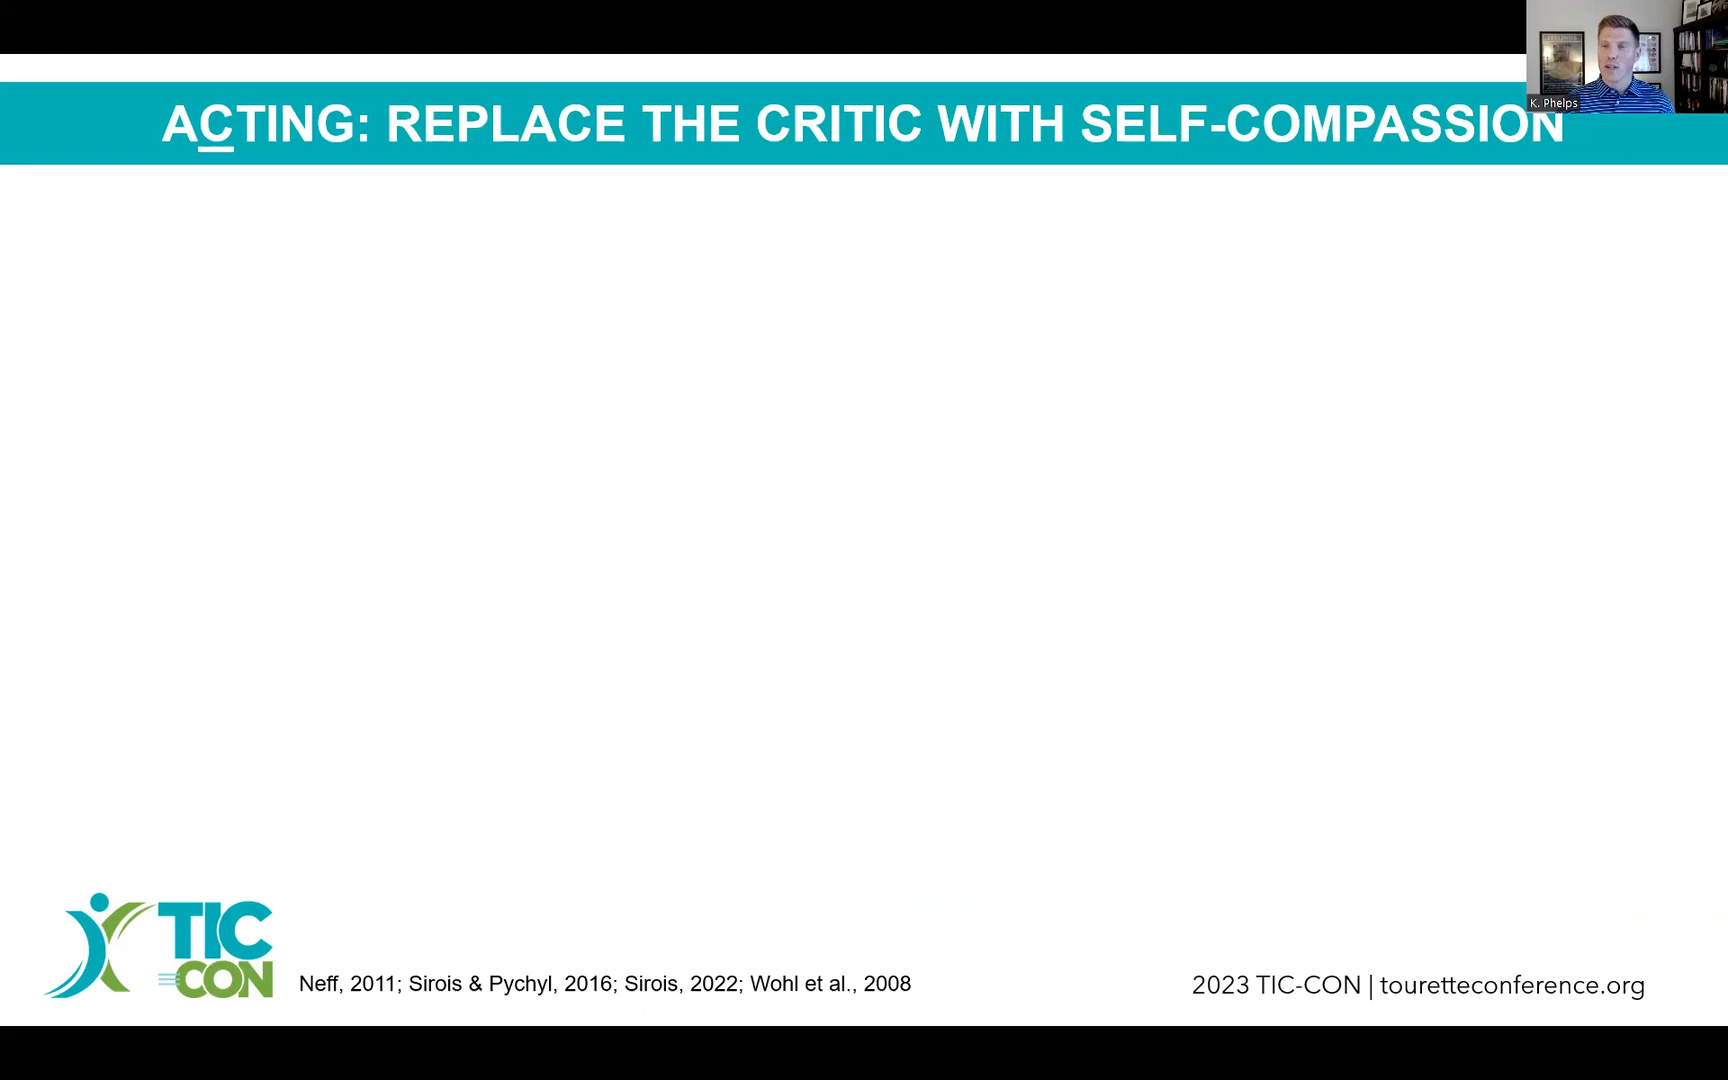 ACTING: REPLACE THE CRITIC WITH SELF-COMPASSION
K. Phelps
TIC
CON
Neff, 2011; Sirois & Pychyl, 2016; Sirois, 2022; Wohl et al., 2008
2023 TIC-CON | touretteconference.org